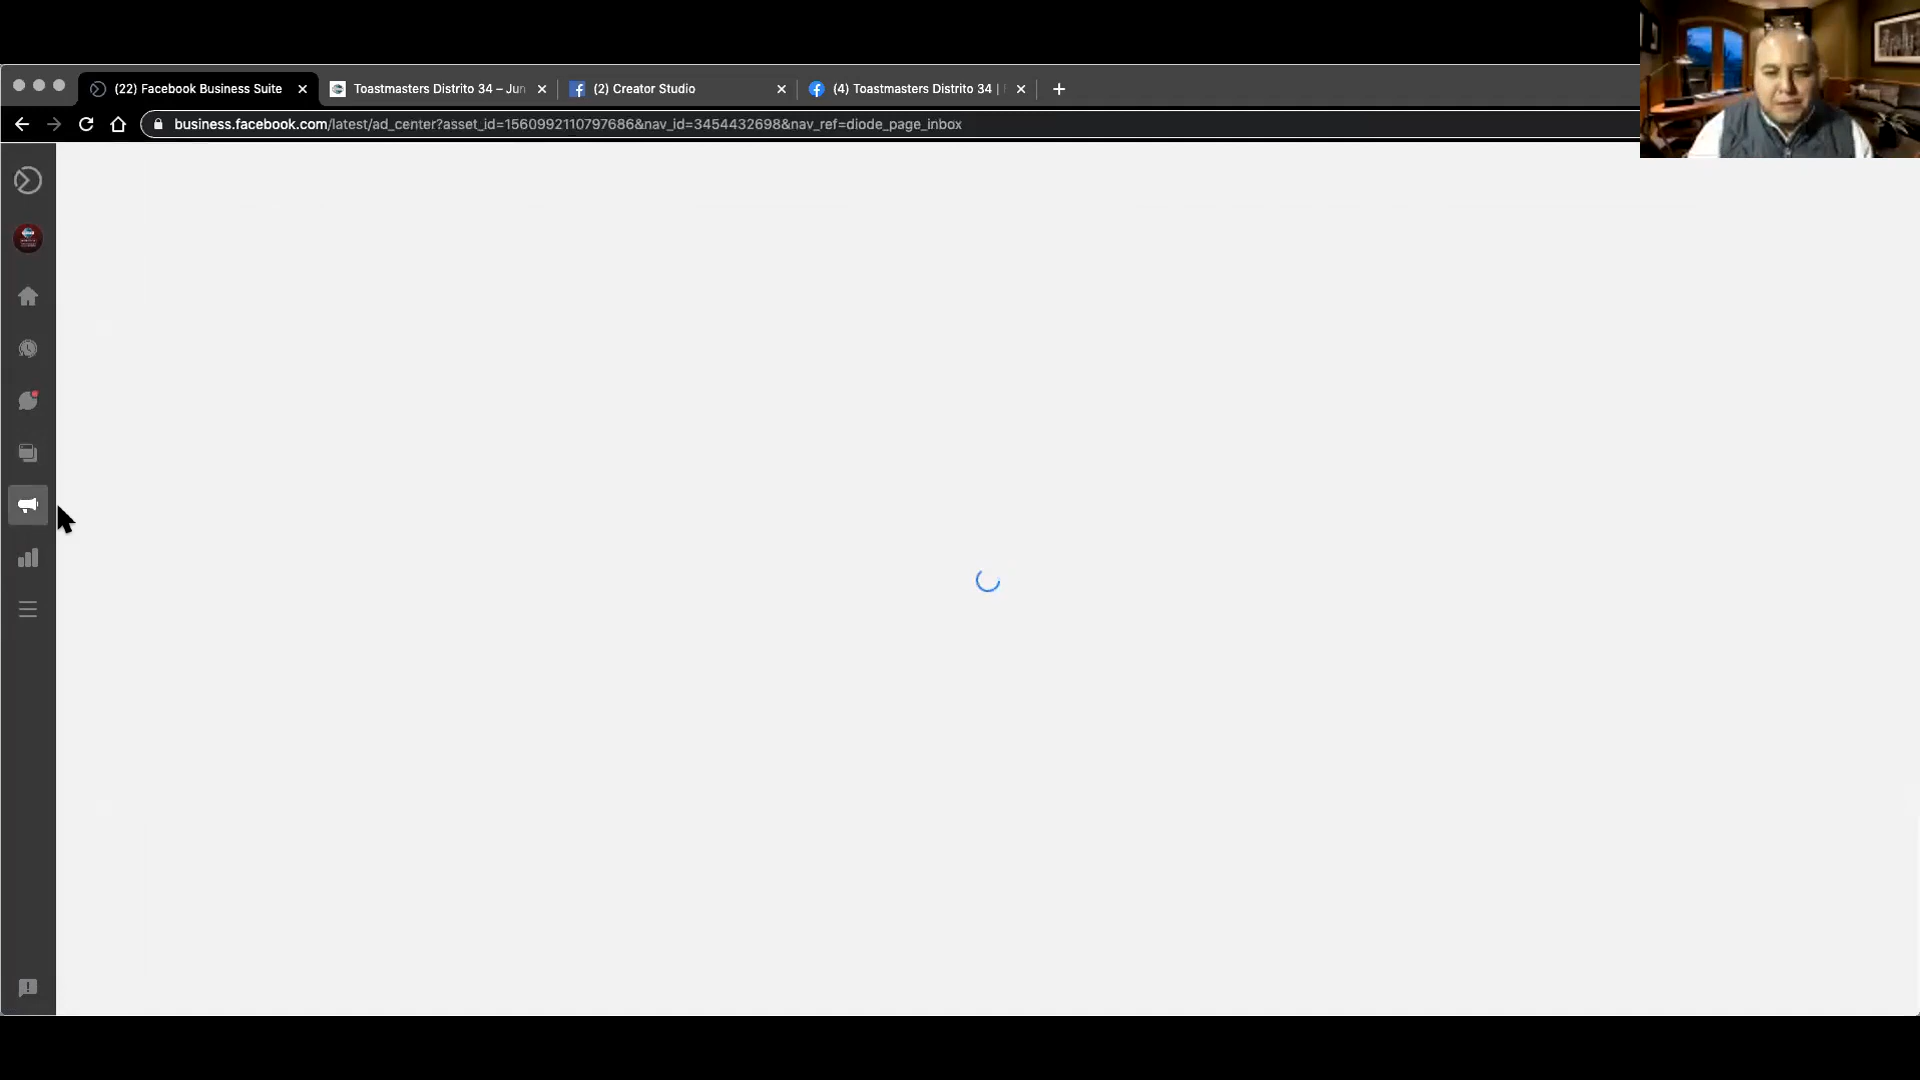 (22) Facebook Business Suite
Toastmasters Distrito 34 – Jun
(2) Creator Studio
(4) Toastmasters Distrito 34 |
business.facebook.com/latest/ad_center?asset_id=1560992110797686&nav_id=3454432698&nav_ref=diode_page_inbox